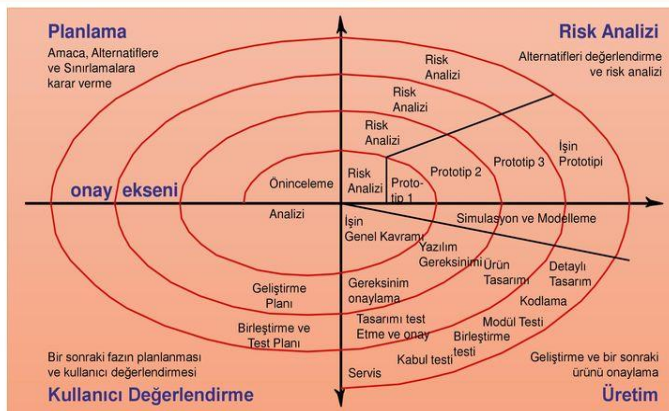 Planlama
Amaca, Alternatiflere
ve Sınırlamalara
karar verme
Risk Analizi
Alternatifleri değerlendirme
ve risk analizi
Risk
Analizi
Risk
Analizi
Risk
Analizi
Risk
Analizi
Proto-
tip 1
Prototip 2
Prototip 3
İşin
Prototipi
onay ekseni
Öninceleme
Analizi
İşin
Genel Kavramı
Simulasyon ve Modelleme
Yazılım
Gereksinimi
Ürün
Tasarımı
Detaylı
Tasarım
Geliştirme
Planı
Gereksinim
onaylama
Kodlama
Birleştirme ve
Test Planı
Tasarımı test
Etme ve onay
Modül Testi
Birleştirme
testi
Kabul testi
Servis
Bir sonraki fazın planlanması
ve kullanıcı değerlendirmesi
Kullanıcı Değerlendirme
Geliştirme ve bir sonraki
ürünü onaylama
Üretim